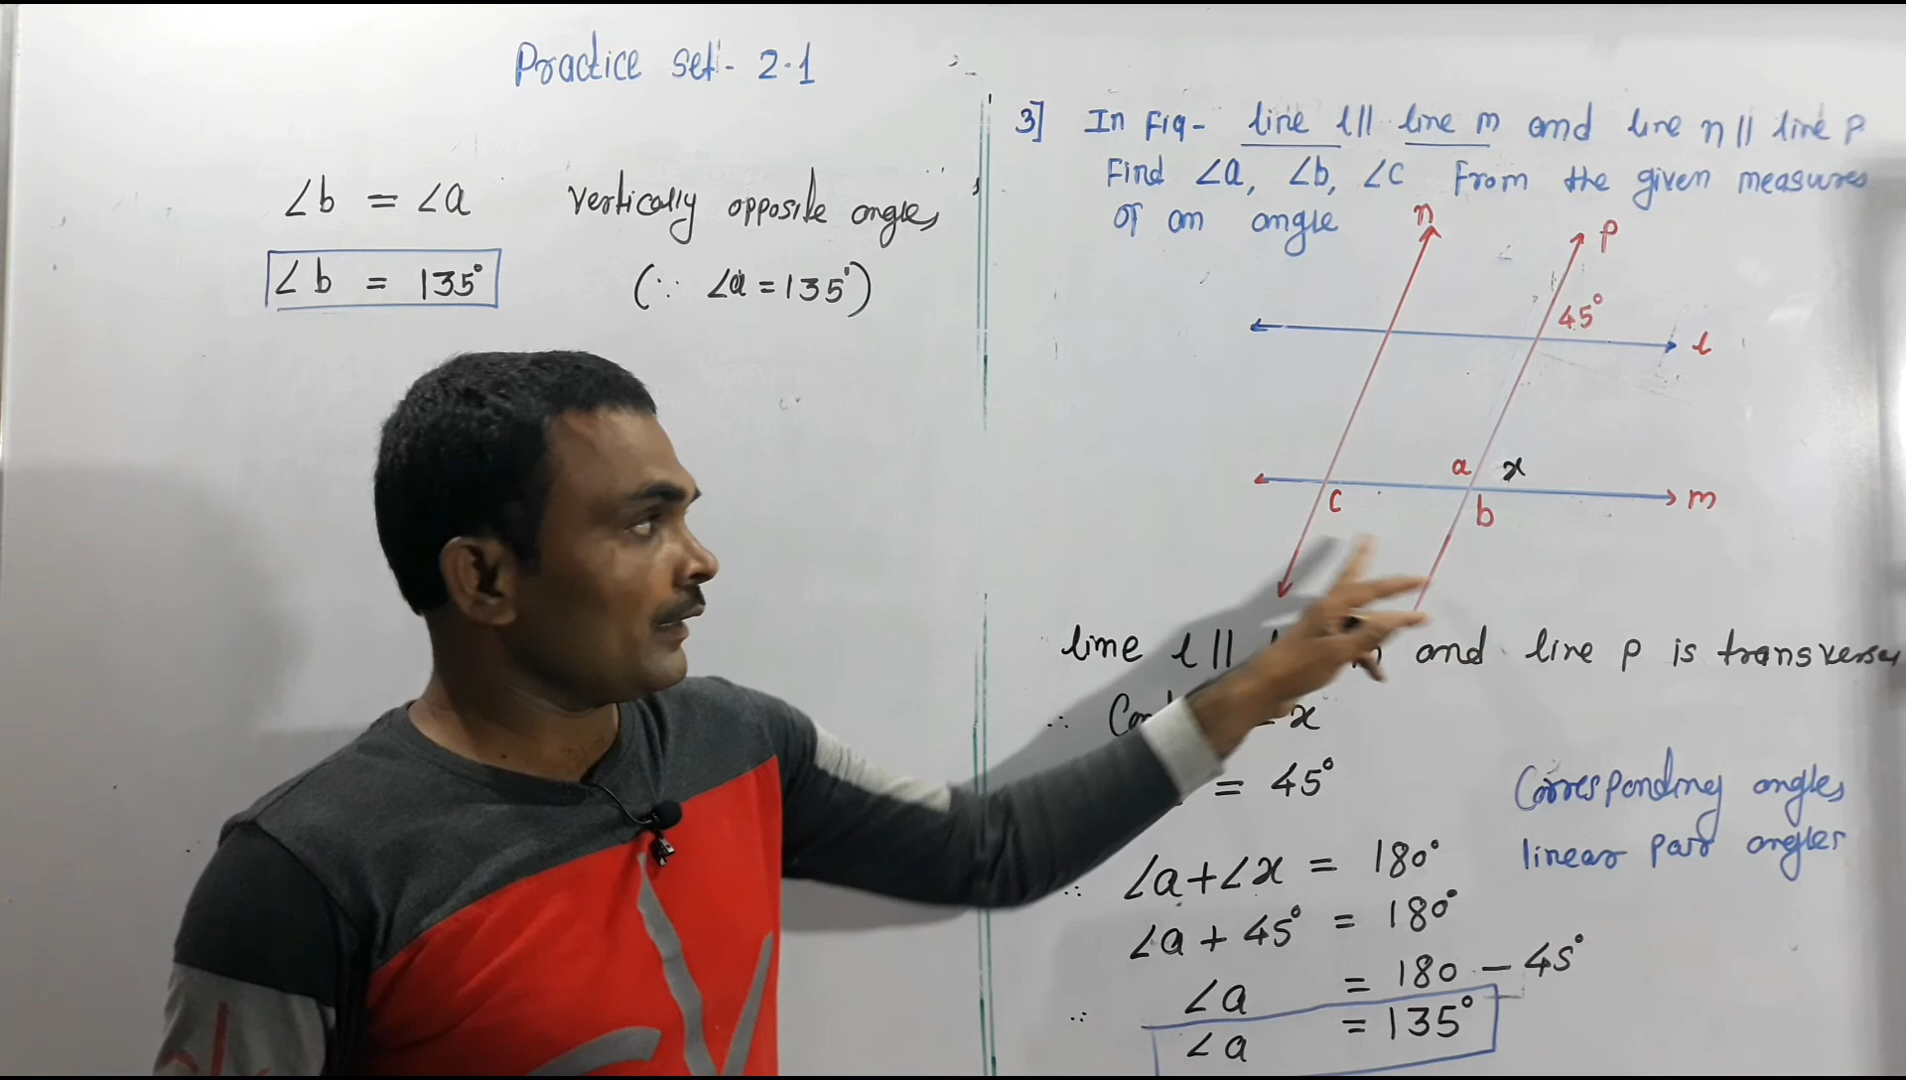 Practice set- 2.1
∠b = ∠a vertically opposite angles
∠b = 135° (∵ ∠a = 135°)
3] In Fig- line l || line m and line n || line p
Find ∠a, ∠b, ∠c From the given measures
of an angle
n
p
45°
l
a x
c b
m
line l || and line p is transversal
∴ x
= 45°
Corresponding angles
∴ ∠a+∠x = 180° linear pair angles
∠a + 45° = 180°
∠a = 180 - 45°
∴ ∠a = 135°